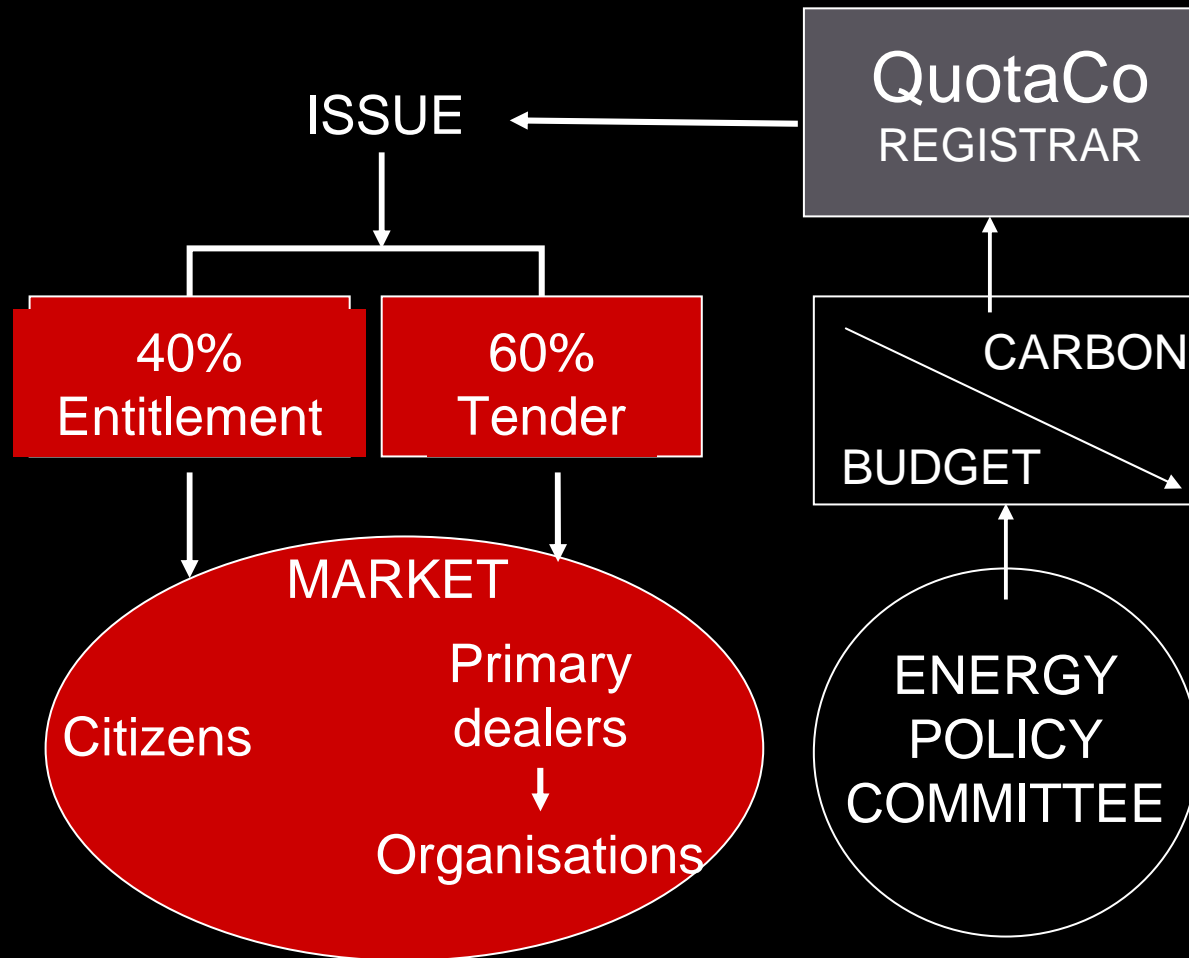 QuotaCo
REGISTRAR
ISSUE
40%
Entitlement
60%
Tender
CARBON
BUDGET
MARKET
Citizens
Primary
dealers
Organisations
ENERGY
POLICY
COMMITTEE